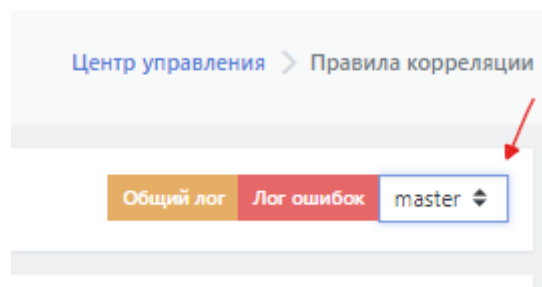 Центр управления > Правила корреляции
Общий лог Лог ошибок master